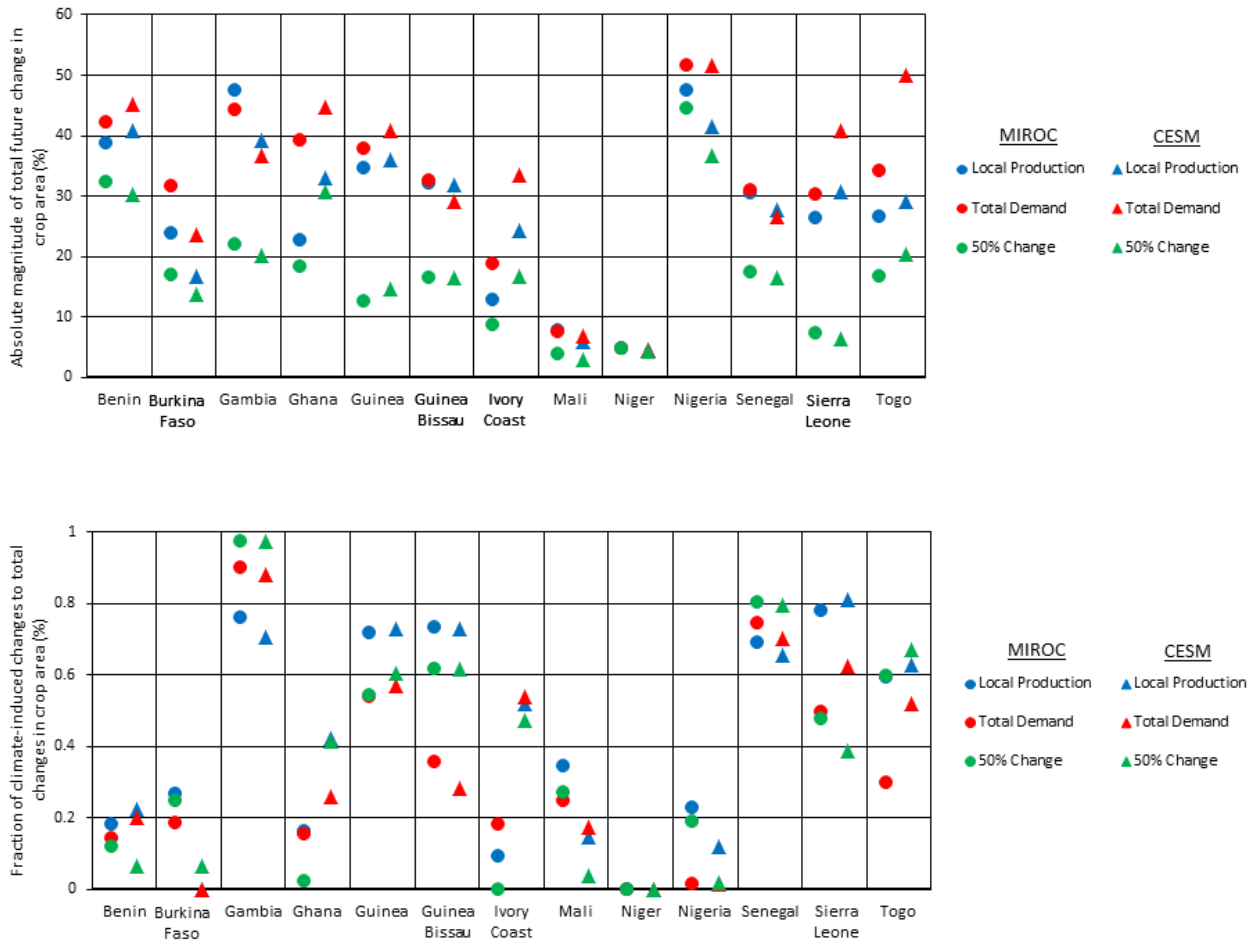 Absolute magnitude of total future change in
crop area (%)
60
50
40
30
20
10
0
Benin Burkina Gambia Ghana Guinea Guinea Ivory Mali Niger Nigeria Senegal Sierra Togo
Faso Bissau Coast Leone
MIROC CESM
Local Production Local Production
Total Demand Total Demand
50% Change 50% Change
Fraction of climate-induced changes to total
changes in crop area (%)
1
0.8
0.6
0.4
0.2
0
Benin Burkina Gambia Ghana Guinea Guinea Ivory Mali Niger Nigeria Senegal Sierra Togo
Faso Bissau Coast Leone
MIROC CESM
Local Production Local Production
Total Demand Total Demand
50% Change 50% Change